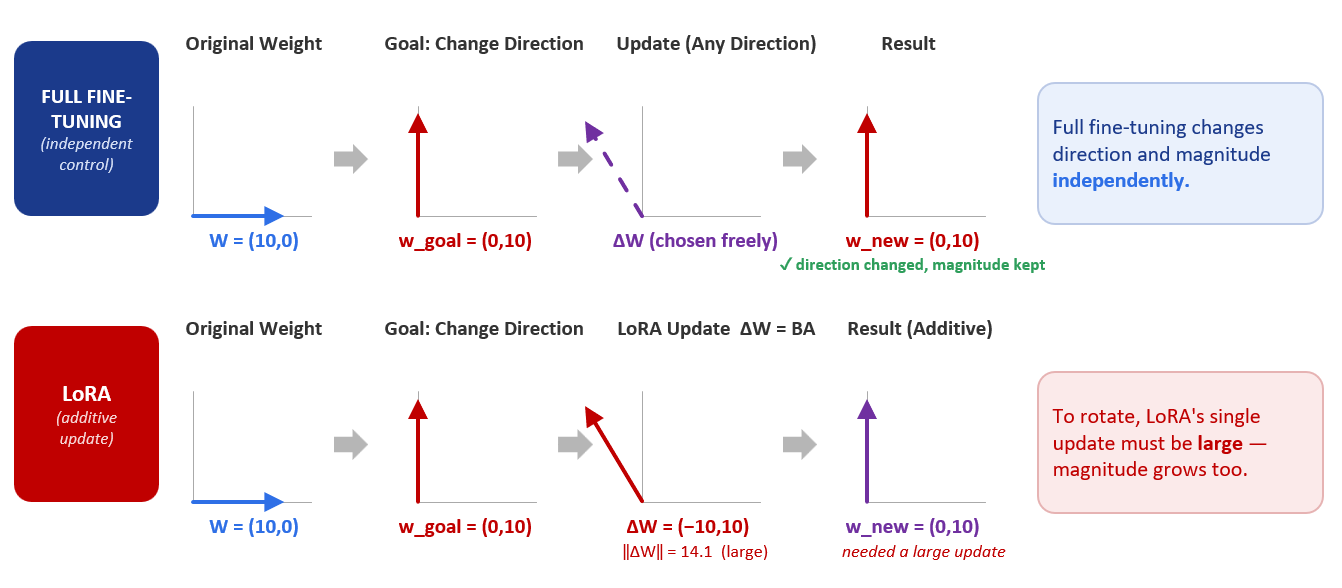 Original Weight
Goal: Change Direction
Update (Any Direction)
Result
FULL FINE-
TUNING
(independent
control)
W = (10,0)
w_goal = (0,10)
ΔW (chosen freely)
w_new = (0,10)
✓ direction changed, magnitude kept
Full fine-tuning changes
direction and magnitude
independently.
Original Weight
Goal: Change Direction
LoRA Update  ΔW = BA
Result (Additive)
LoRA
(additive
update)
W = (10,0)
w_goal = (0,10)
ΔW = (−10,10)
‖ΔW‖ = 14.1  (large)
w_new = (0,10)
needed a large update
To rotate, LoRA's single
update must be large —
magnitude grows too.